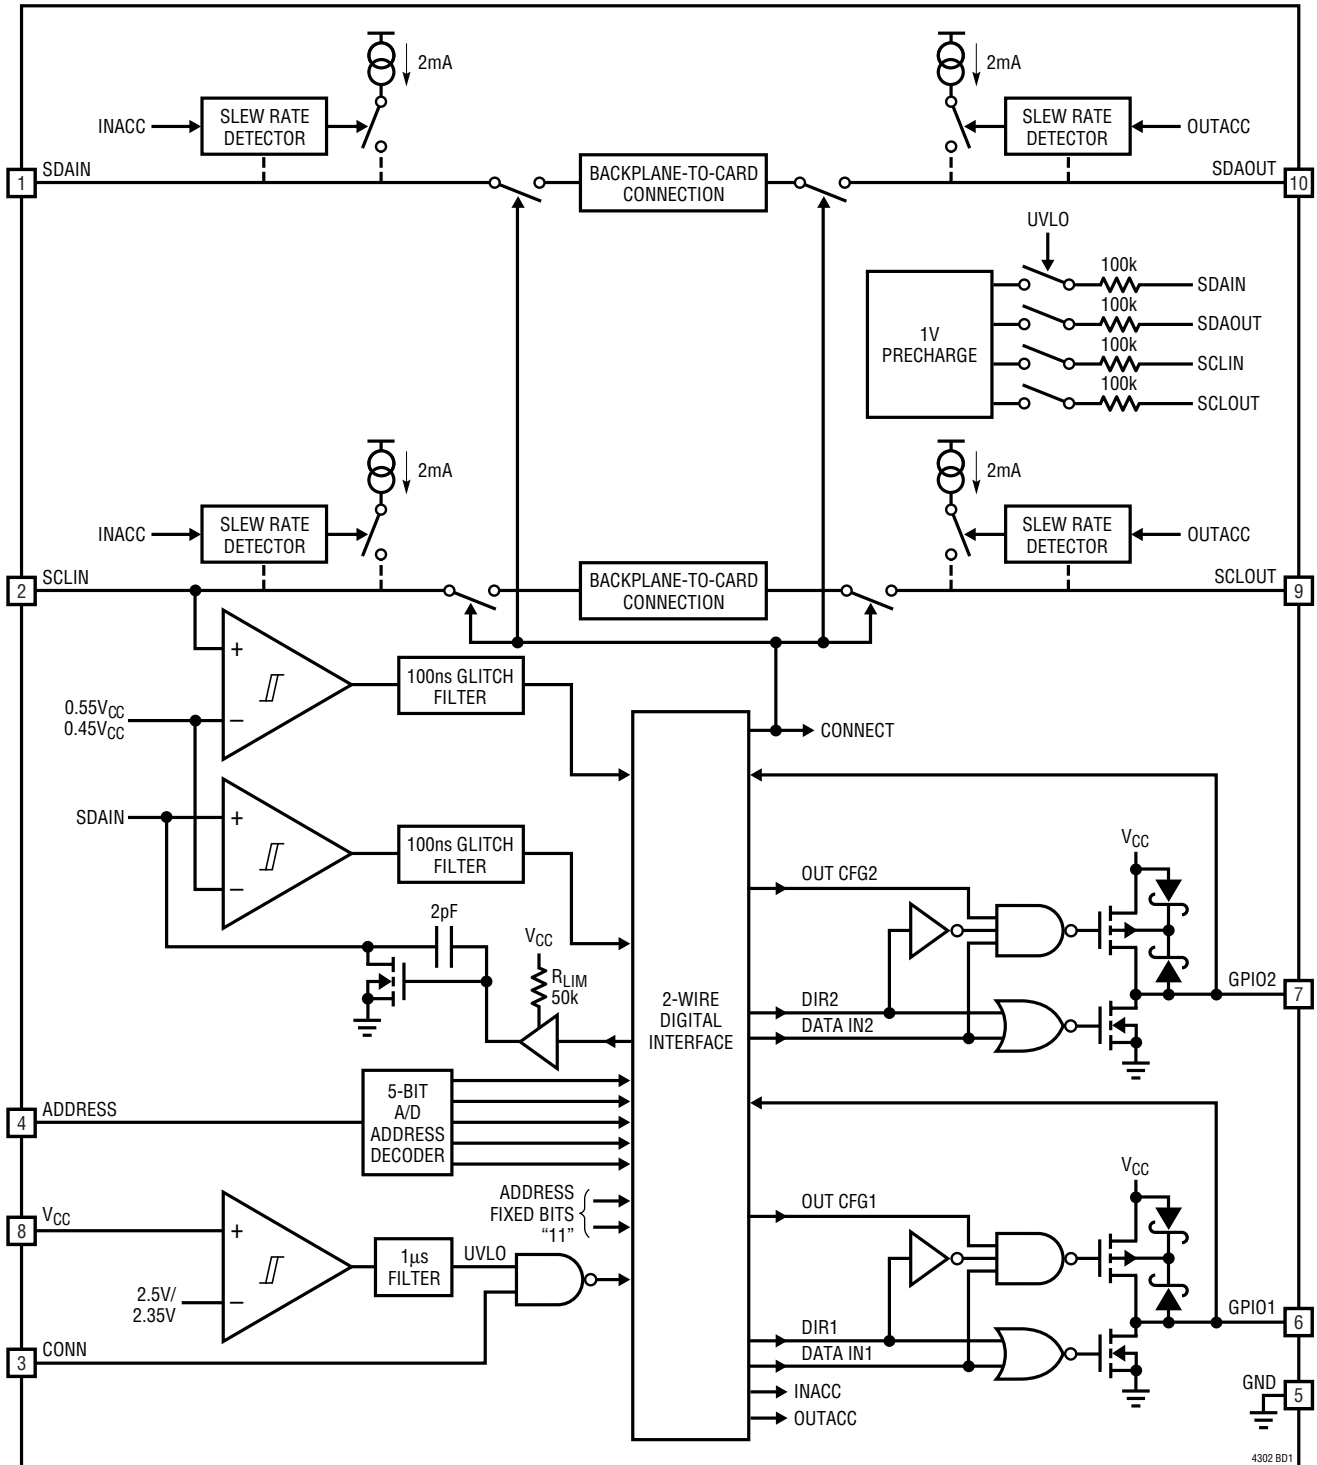 2mA
2mA
INACC
SLEW RATE
DETECTOR
SLEW RATE
DETECTOR
OUTACC
1
SDAIN
BACKPLANE-TO-CARD
CONNECTION
SDAOUT
10
UVLO
1V
PRECHARGE
100k
SDAIN
100k
SDAOUT
100k
SCLIN
100k
SCLOUT
2mA
2mA
INACC
SLEW RATE
DETECTOR
SLEW RATE
DETECTOR
OUTACC
2
SCLIN
BACKPLANE-TO-CARD
CONNECTION
SCLOUT
9
+
−
0.55VCC
0.45VCC
100ns GLITCH
FILTER
CONNECT
SDAIN
+
−
100ns GLITCH
FILTER
2pF
VCC
RLIM
50k
2-WIRE
DIGITAL
INTERFACE
VCC
OUT CFG2
DIR2
DATA IN2
GPIO2
7
4
ADDRESS
5-BIT
A/D
ADDRESS
DECODER
ADDRESS
FIXED BITS
“11”
8
VCC
+
−
2.5V/
2.35V
1µs
FILTER
UVLO
3
CONN
VCC
OUT CFG1
DIR1
DATA IN1
GPIO1
6
INACC
OUTACC
GND
5
4302 BD1